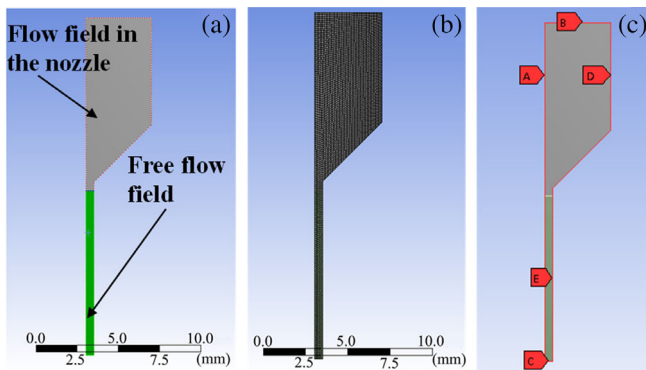 Flow field in
the nozzle
(a)
Free flow
field
0.0 5.0 10.0
2.5 7.5 (mm)
(b)
0.0 5.0 10.0
2.5 7.5 (mm)
(c)
B
A
D
E
C